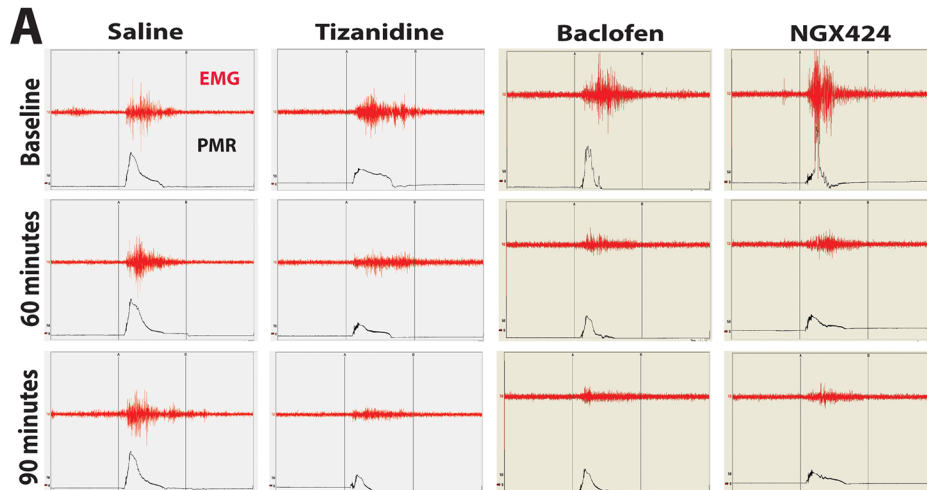 A
Saline
Tizanidine
Baclofen
NGX424
Baseline
EMG
PMR
60 minutes
90 minutes